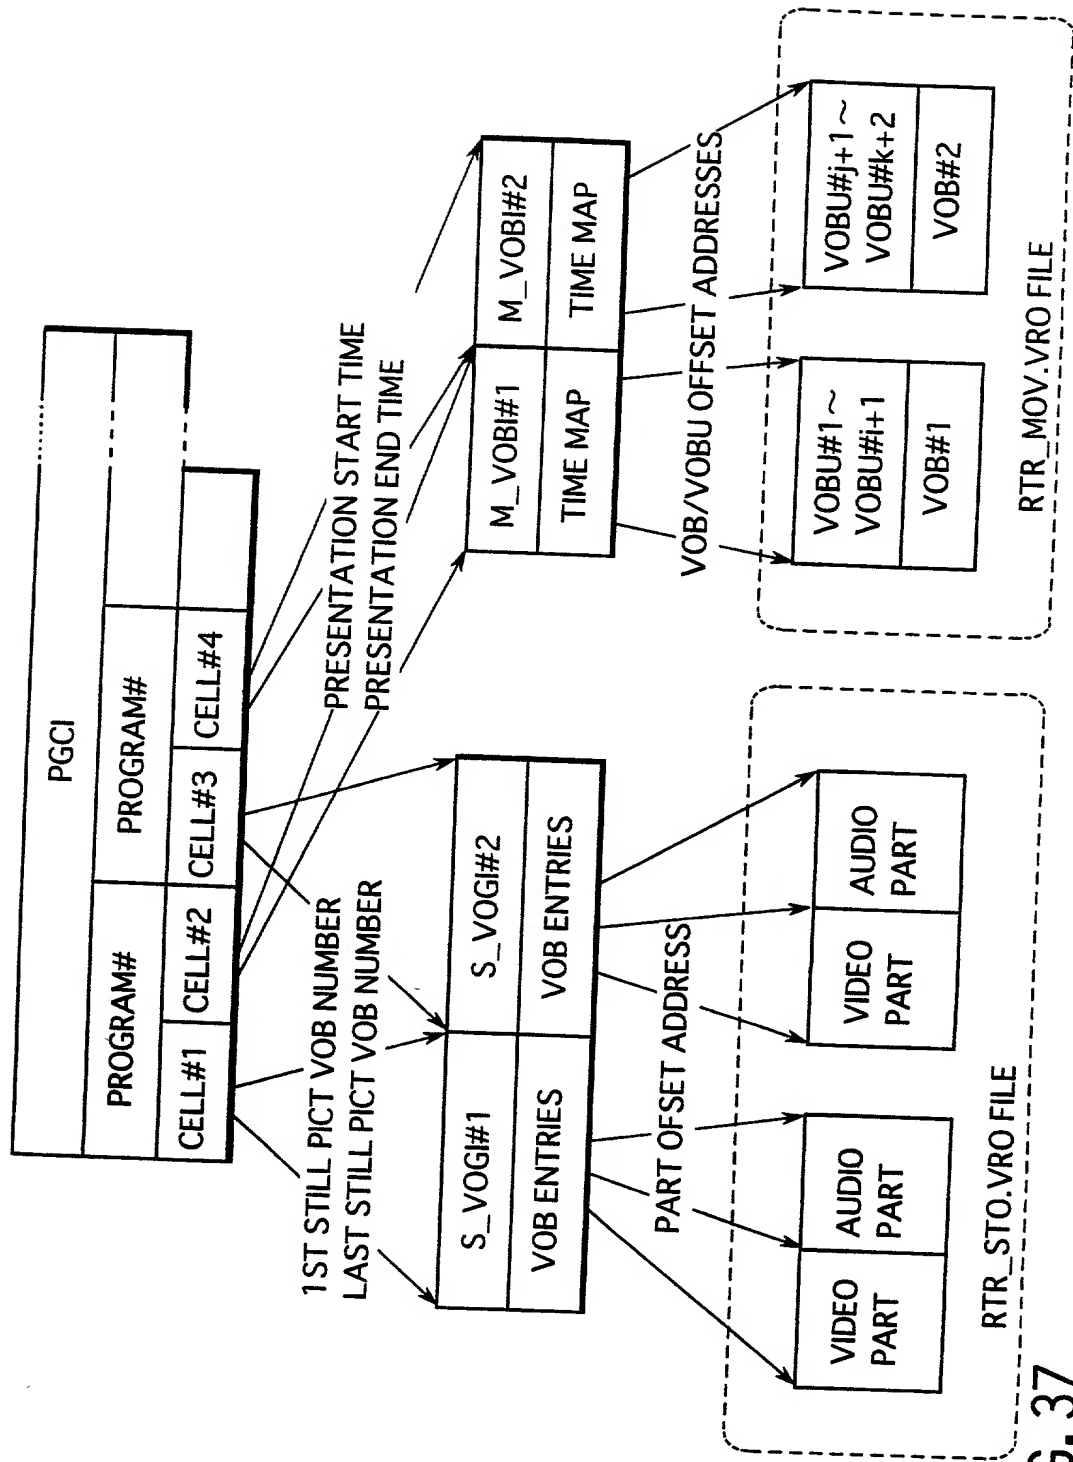 PGCI
PROGRAM#
PROGRAM#
CELL#1
CELL#2
CELL#3
CELL#4
1ST STILL PICT VOB NUMBER
LAST STILL PICT VOB NUMBER
PRESENTATION START TIME
PRESENTATION END TIME
S_VOGI#1
S_VOGI#2
VOB ENTRIES
VOB ENTRIES
M_VOBI#1
M_VOBI#2
TIME MAP
TIME MAP
PART OFSET ADDRESS
VOB/VOBU OFFSET ADDRESSES
VIDEO
PART
AUDIO
PART
VIDEO
PART
AUDIO
PART
RTR_STO.VRO FILE
VOBU#1~
VOBU#i+1
VOB#1
VOBU#j+1~
VOBU#k+2
VOB#2
RTR_MOV.VRO FILE
G. 37